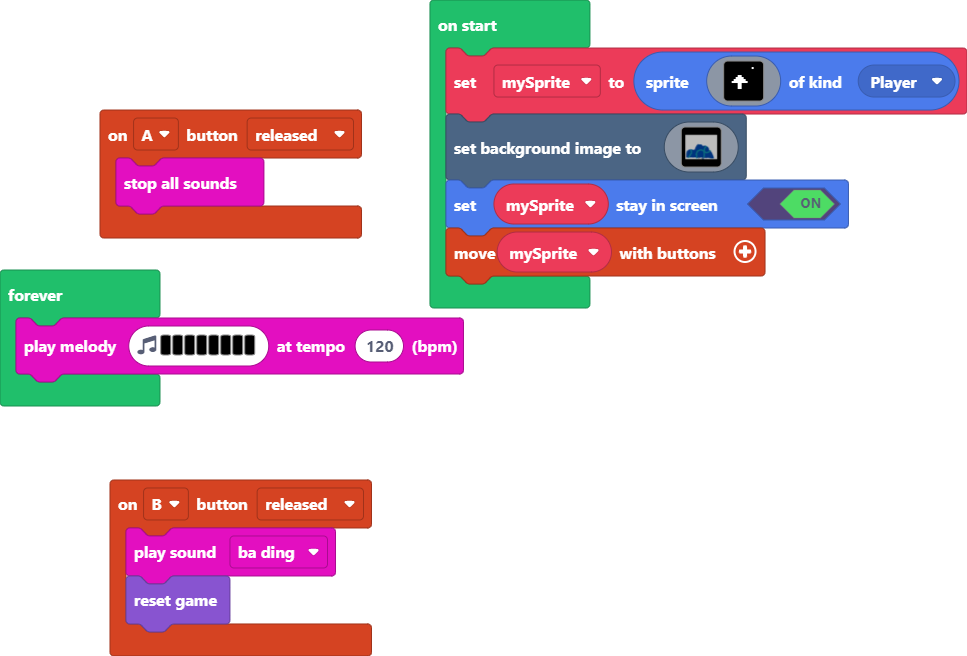 on start
set mySprite to sprite of kind Player
set background image to
set mySprite stay in screen ON
move mySprite with buttons
on A button released
stop all sounds
forever
play melody at tempo 120 (bpm)
on B button released
play sound ba ding
reset game